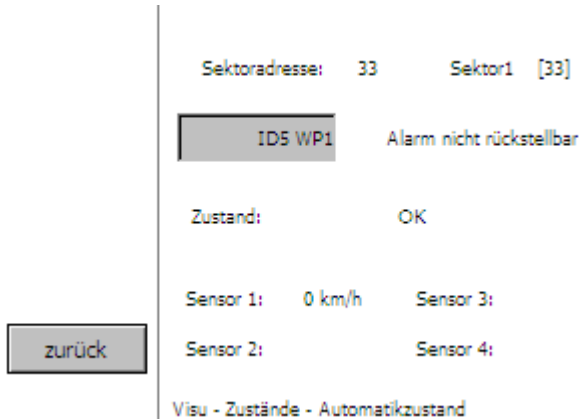 Sektoradresse: 33 Sektor1 [33]
ID5 WP1 Alarm nicht rückstellbar
Zustand: OK
Sensor 1: 0 km/h Sensor 3:
zurück Sensor 2: Sensor 4:
Visu - Zustände - Automatikzustand